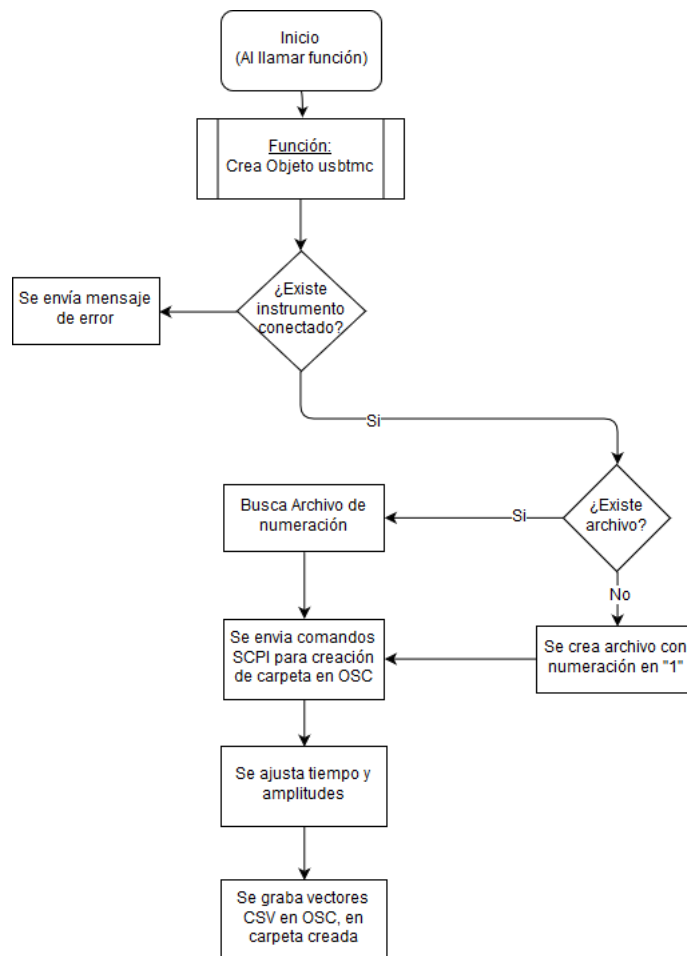 Inicio
(Al llamar función)
Función:
Crea Objeto usbtmc
¿Existe
instrumento
conectado?
Se envía mensaje
de error
Si
¿Existe
archivo?
Si
Busca Archivo de
numeración
No
Se crea archivo con
numeración en "1"
Se envia comandos
SCPI para creación
de carpeta en OSC
Se ajusta tiempo y
amplitudes
Se graba vectores
CSV en OSC, en
carpeta creada